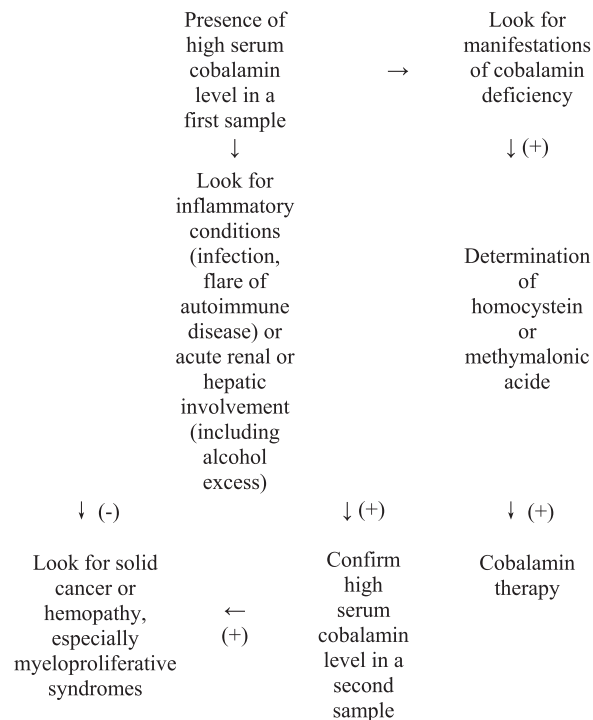 Presence of
high serum
cobalamin
level in a
first sample
→
Look for
manifestations
of cobalamin
deficiency
↓
↓ (+)
Look for
inflammatory
conditions
(infection,
flare of
autoimmune
disease) or
acute renal or
hepatic
involvement
(including
alcohol
excess)
Determination
of
homocystein
or
methymalonic
acide
↓ (-)
↓ (+)
↓ (+)
Look for solid
cancer or
hemopathy,
especially
myeloproliferative
syndromes
←
(+)
Confirm
high
serum
cobalamin
level in a
second
sample
Cobalamin
therapy